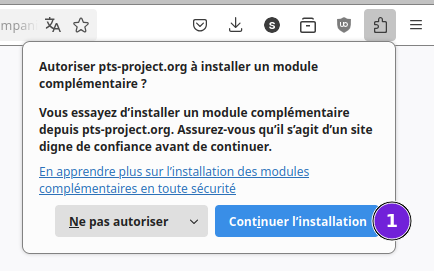 mpan
S
UD
Autoriser pts-project.org à installer un module
complémentaire ?
Vous essayez d’installer un module complémentaire
depuis pts-project.org. Assurez-vous qu’il s’agit d’un site
digne de confiance avant de continuer.
En apprendre plus sur l’installation des modules
complémentaires en toute sécurité
Ne pas autoriser
Continuer l’installation
1